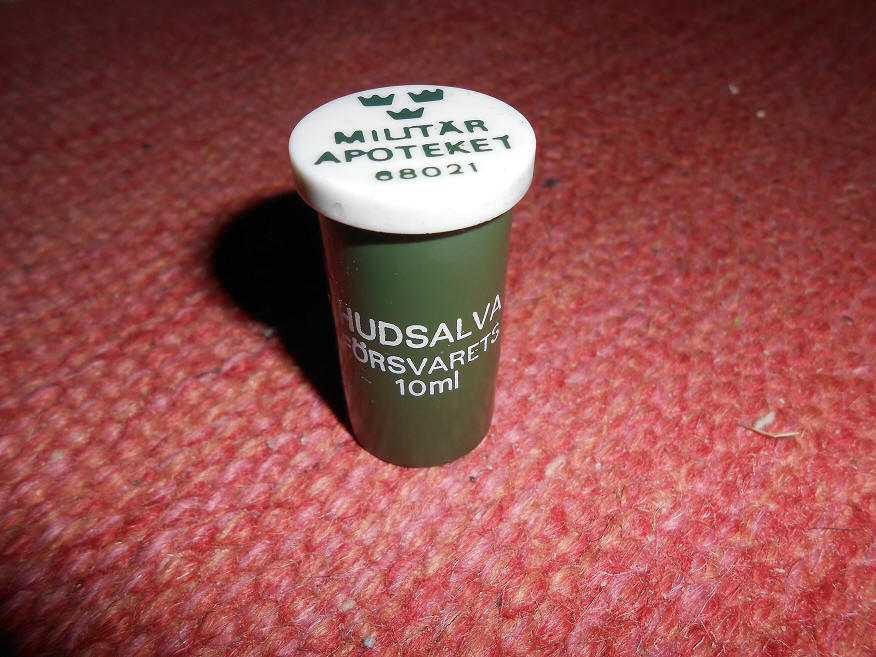 MILITÄR
APOTEKET
68021
HUDSALVA
FÖRSVARETS
10ml